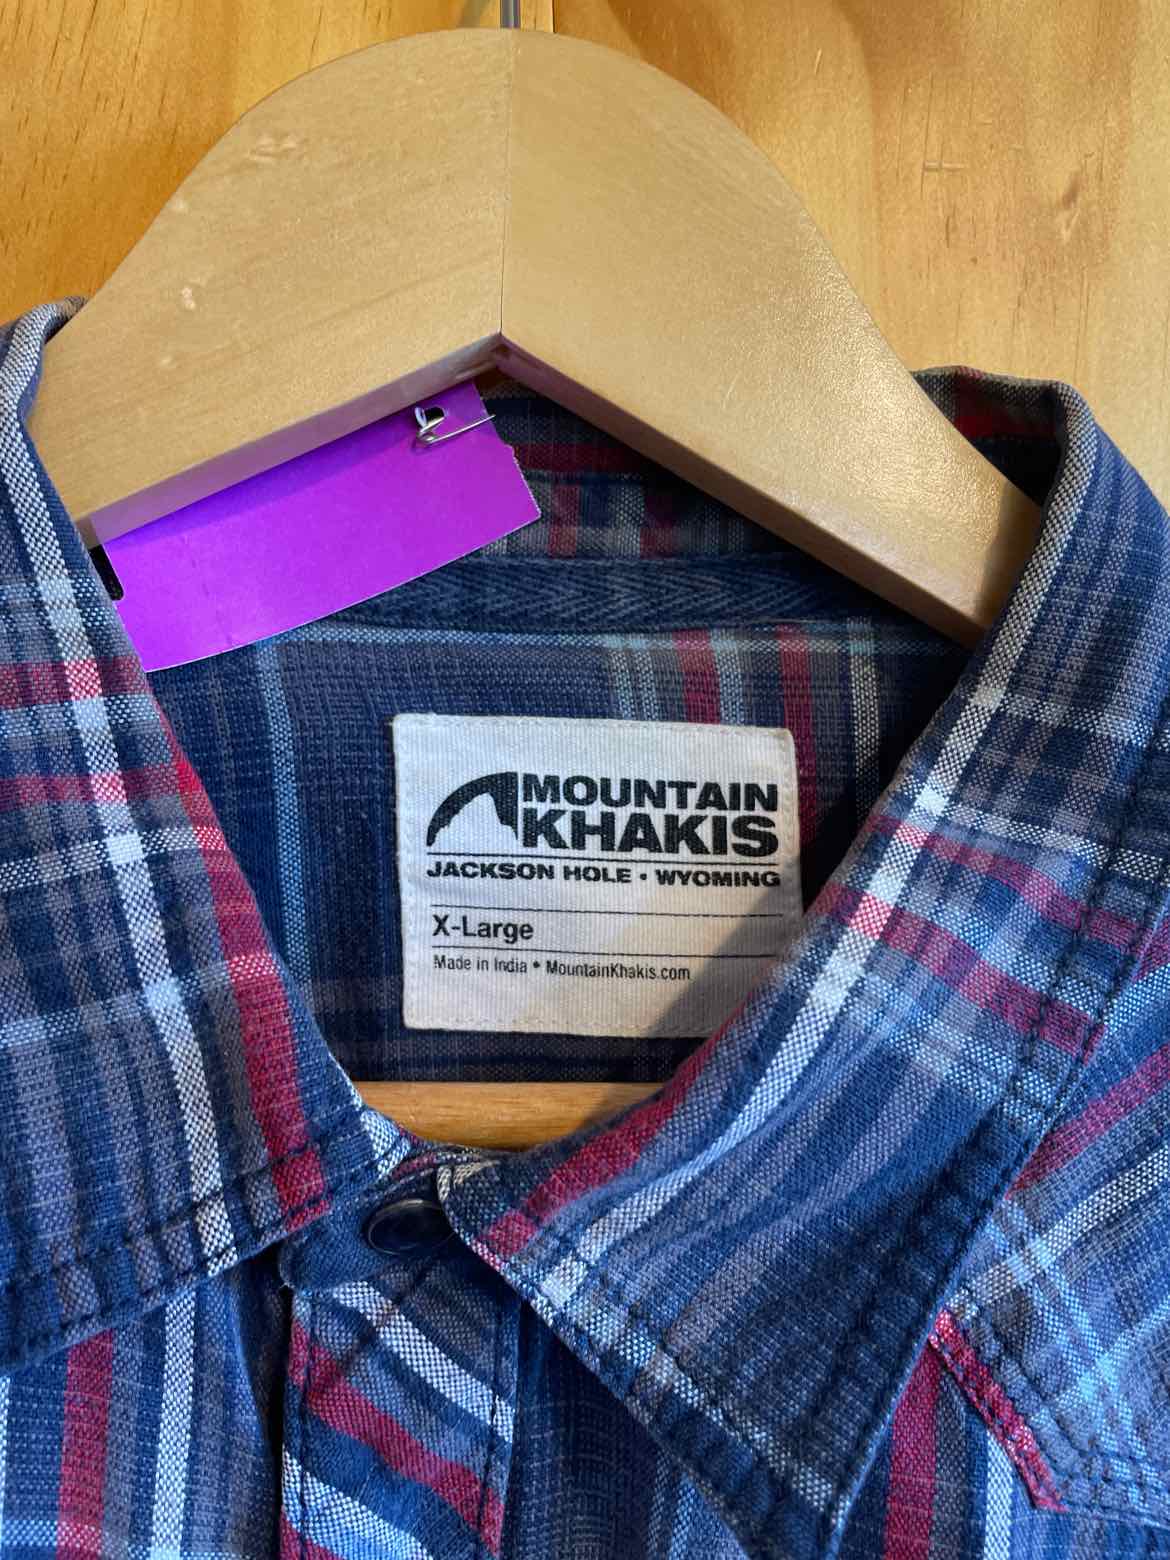 MOUNTAIN
KHAKIS
JACKSON HOLE • WYOMING
X-Large
Made in India • MountainKhakis.com